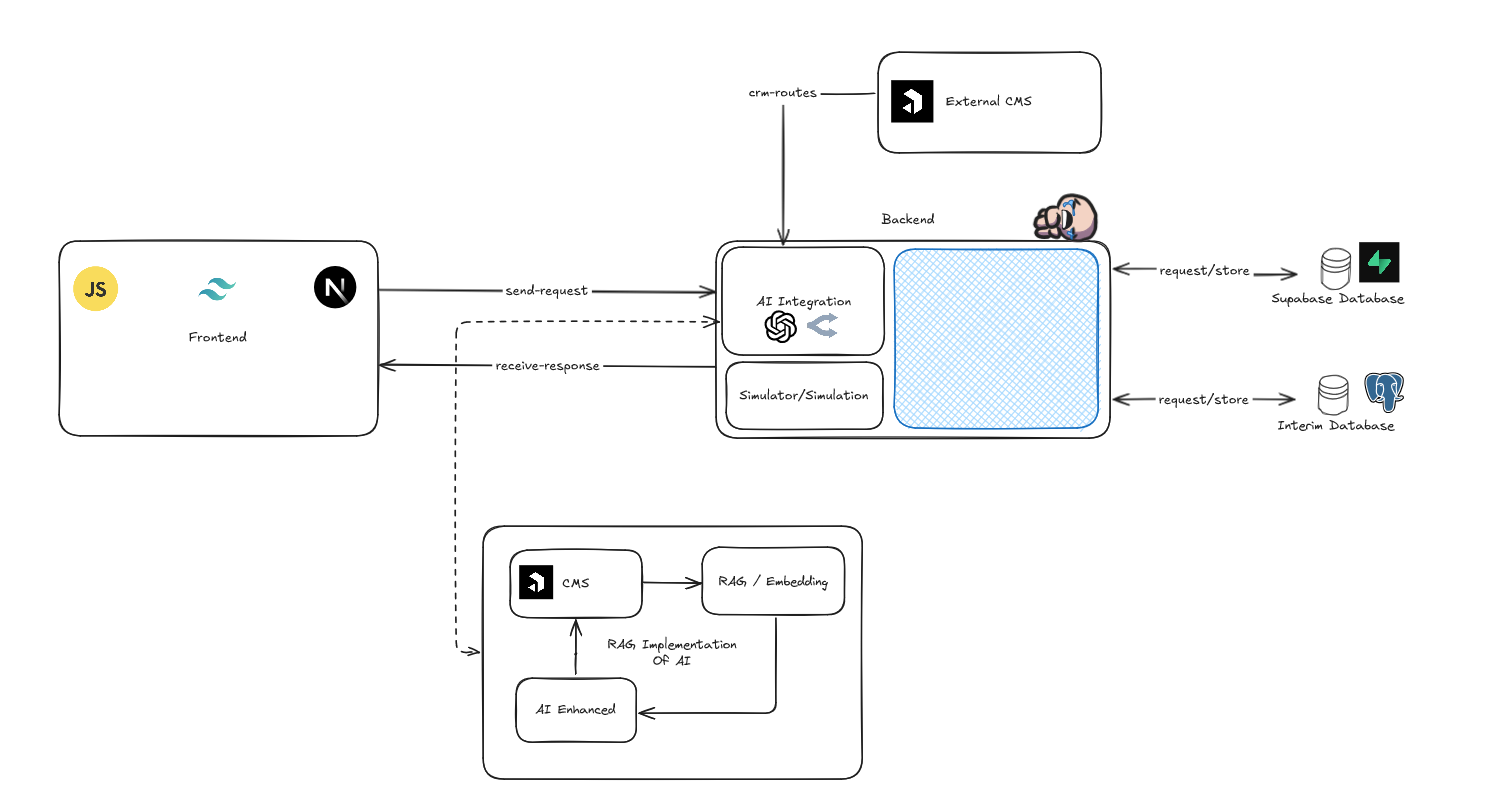 crm-routes
External CMS
Backend
JS
N
Frontend
send-request
receive-response
AI Integration
Simulator/Simulation
request/store
Supabase Database
request/store
Interim Database
CMS
RAG / Embedding
RAG Implementation
Of AI
AI Enhanced